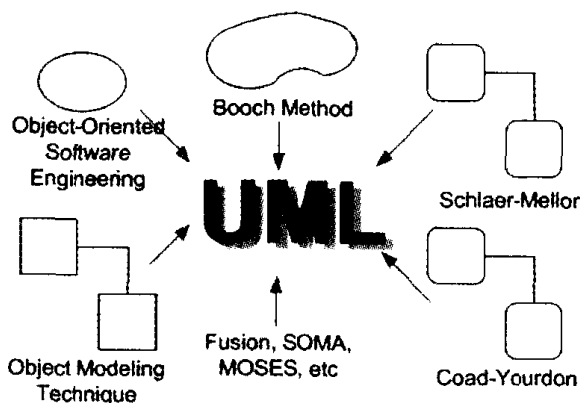 Object-Oriented
Software
Engineering
Booch Method
Schlaer-Mellor
UML
Object Modeling
Technique
Fusion, SOMA,
MOSES, etc
Coad-Yourdon